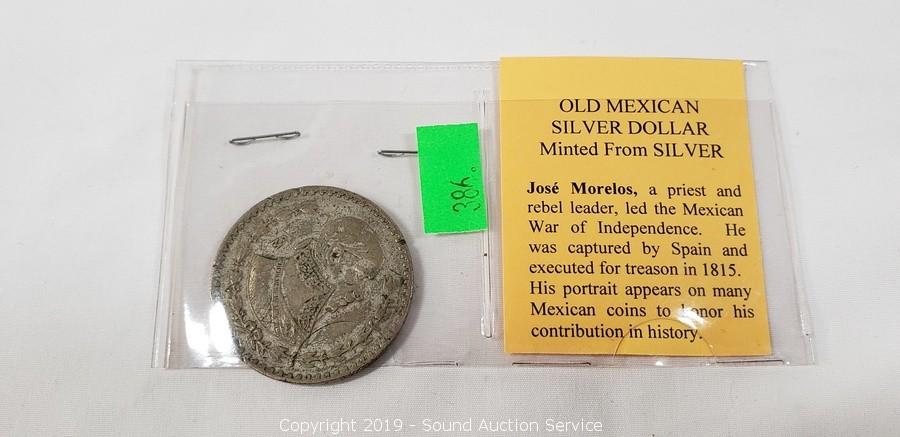 OLD MEXICAN
SILVER DOLLAR
Minted From SILVER
José Morelos, a priest and
rebel leader, led the Mexican
War of Independence. He
was captured by Spain and
executed for treason in 1815.
His portrait appears on many
Mexican coins to honor his
contribution in history.
386.
Copyright 2019 - Sound Auction Service